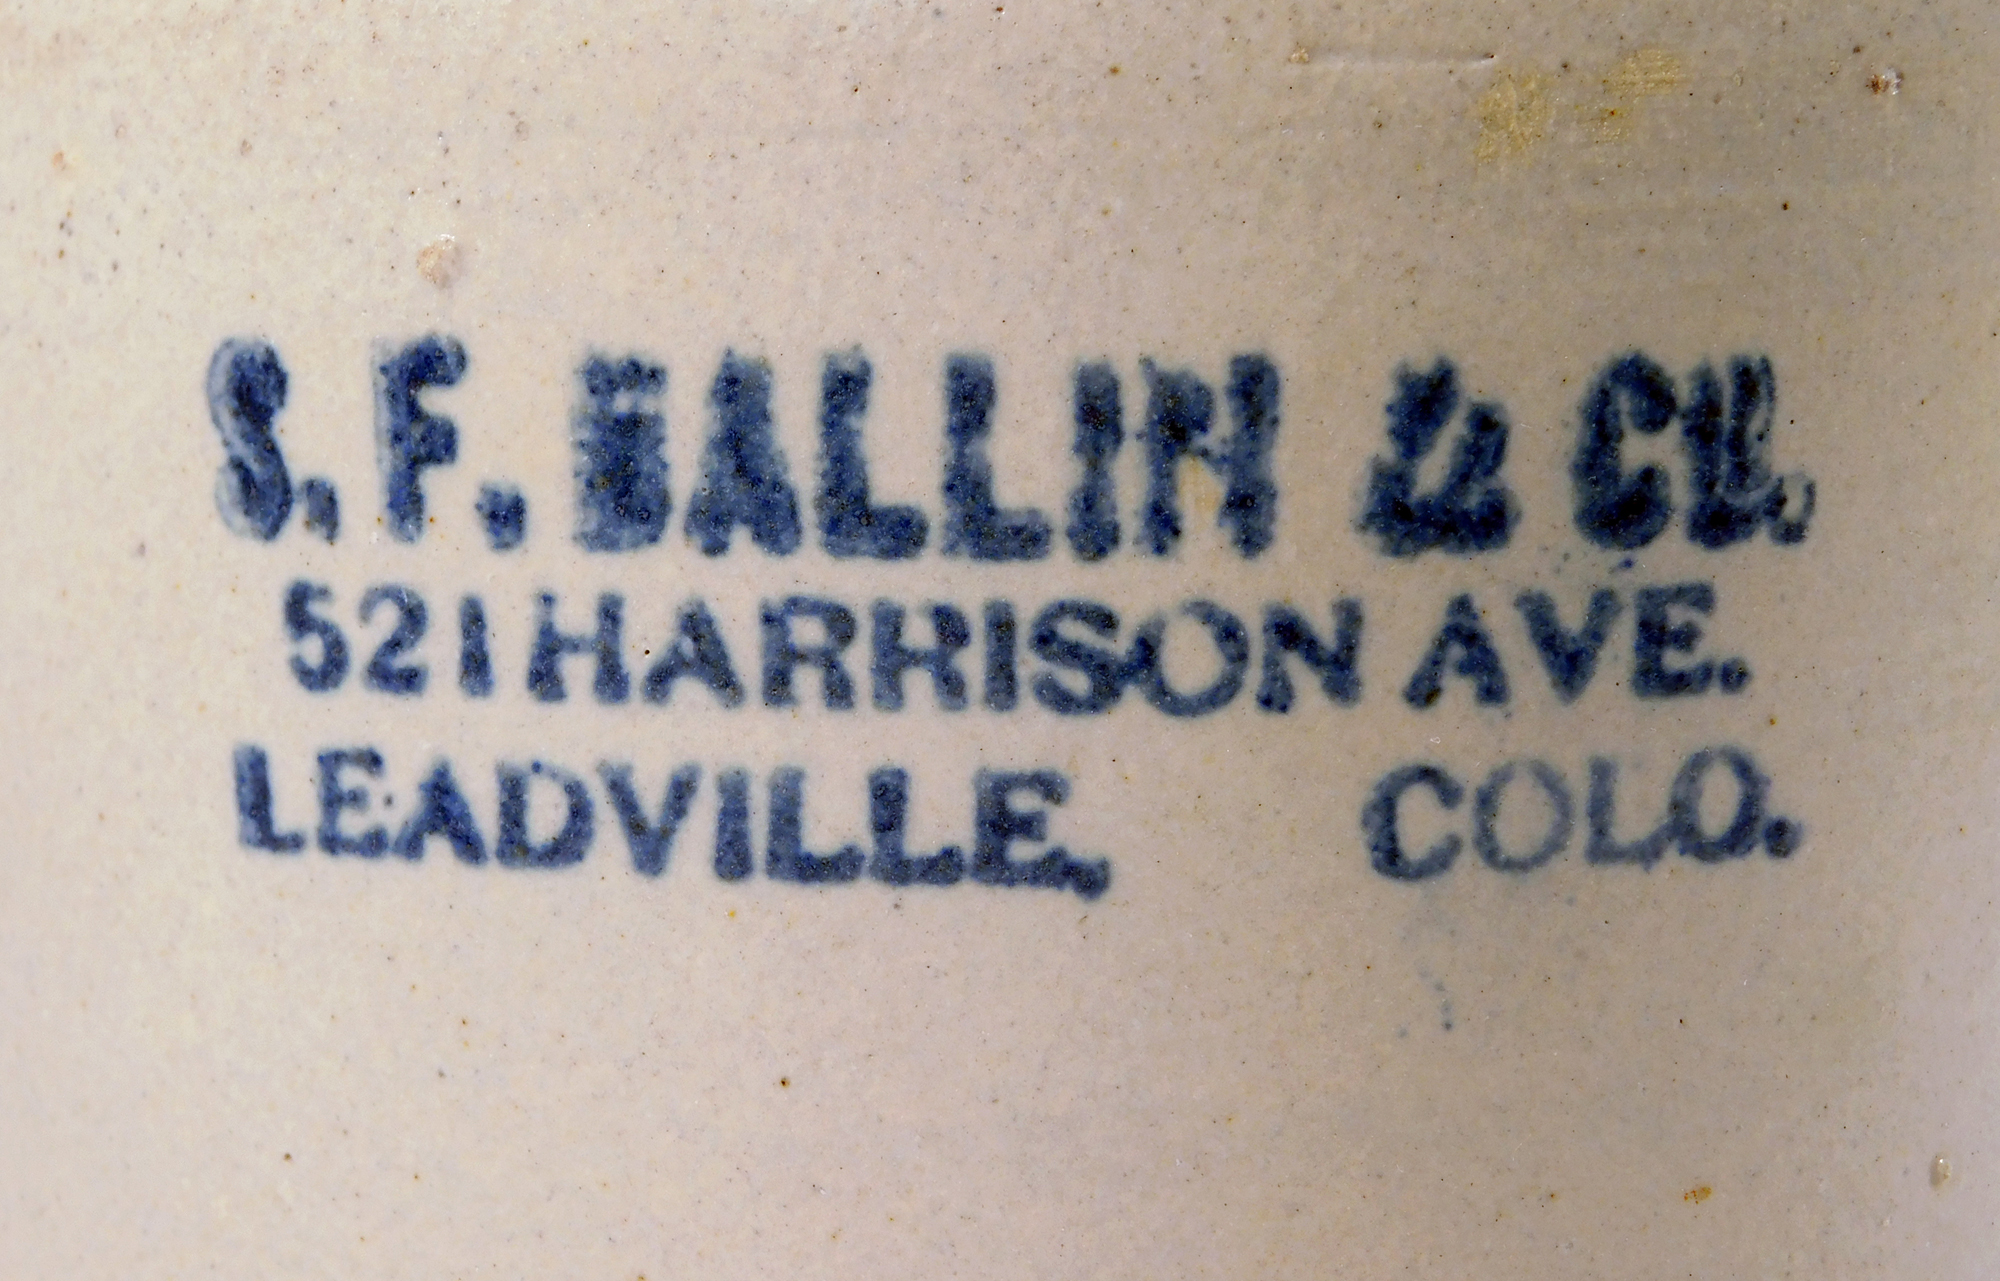 S. F. BALLIN & CO.
521 HARRISON AVE.
LEADVILLE, COLO.